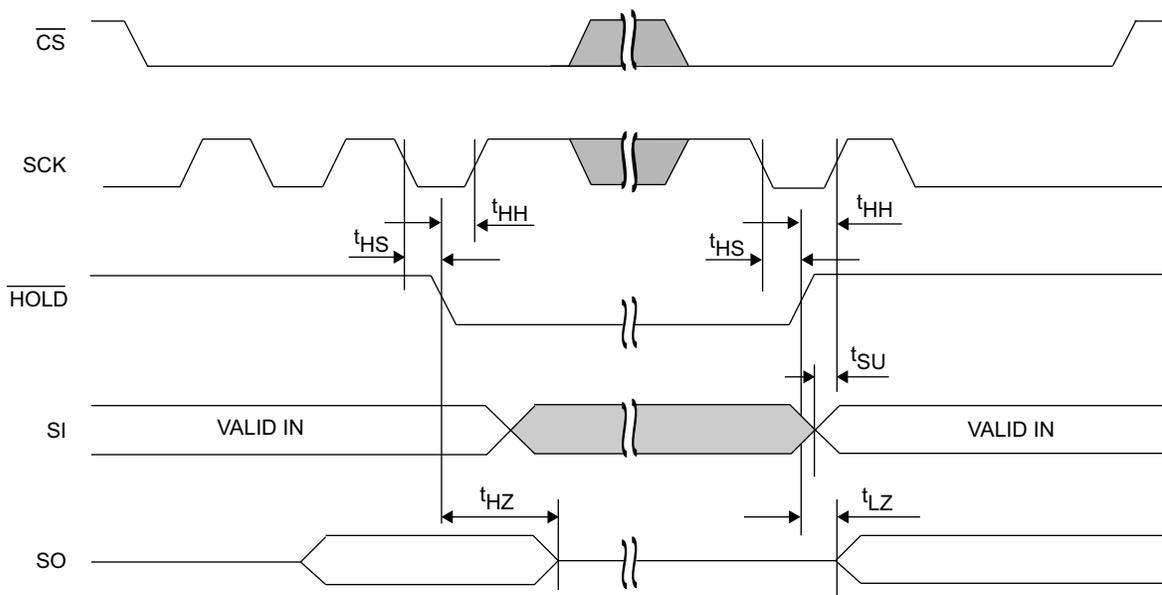 CS
SCK
tHH
tHH
tHS
tHS
HOLD
tSU
SI
VALID IN
VALID IN
tHZ
tLZ
SO